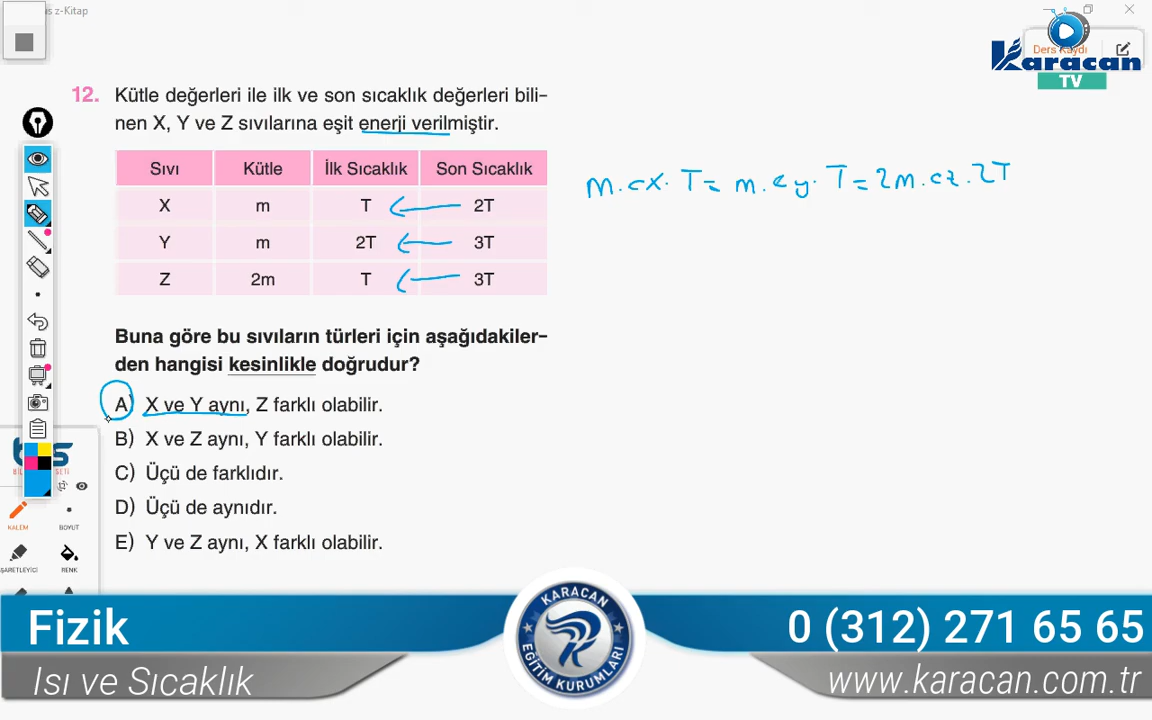 s z-Kitap
Ders Kaydı
Karacan
TV
12. Kütle değerleri ile ilk ve son sıcaklık değerleri bili-
nen X, Y ve Z sıvılarına eşit enerji verilmiştir.
Sıvı Kütle İlk Sıcaklık Son Sıcaklık
X m T 2T
Y m 2T 3T
Z 2m T 3T
m.cx.T= m.cy.T=2m.cz.2T
Buna göre bu sıvıların türleri için aşağıdakiler-
den hangisi kesinlikle doğrudur?
A) X ve Y aynı, Z farklı olabilir.
B) X ve Z aynı, Y farklı olabilir.
C) Üçü de farklıdır.
D) Üçü de aynıdır.
E) Y ve Z aynı, X farklı olabilir.
KALEM BOYUT
ŞARETLEYİCİ RENK
Fizik
Isı ve Sıcaklık
KARACAN
EĞİTİM KURUMLARI
0 (312) 271 65 65
www.karacan.com.tr